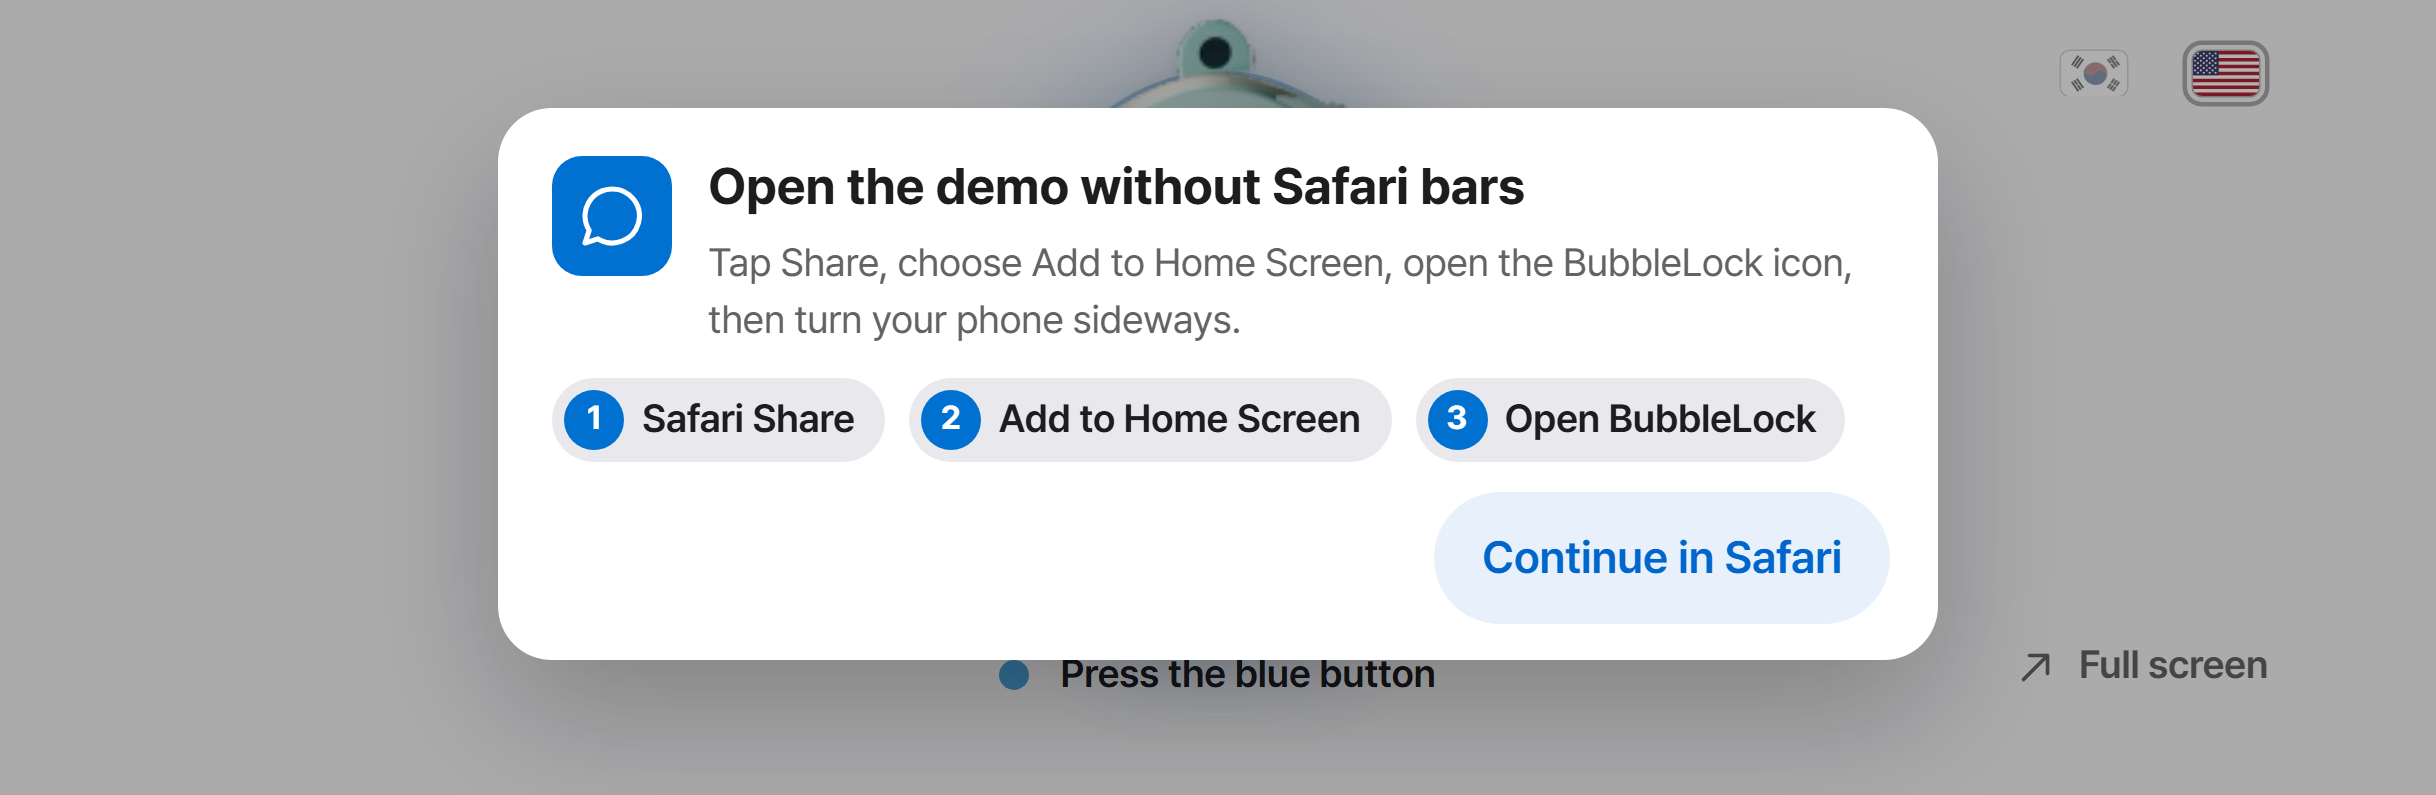 Open the demo without Safari bars
Tap Share, choose Add to Home Screen, open the BubbleLock icon,
then turn your phone sideways.
1 Safari Share
2 Add to Home Screen
3 Open BubbleLock
Continue in Safari
Press the blue button
Full screen